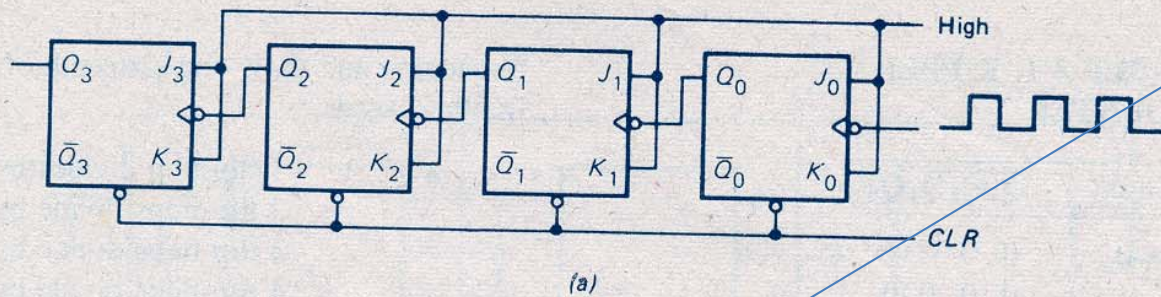 High
Q₃ J₃ Q₂ J₂ Q₁ J₁ Q₀ J₀
Q̅₃ K₃ Q̅₂ K₂ Q̅₁ K₁ Q̅₀ K₀
CLR
(a)